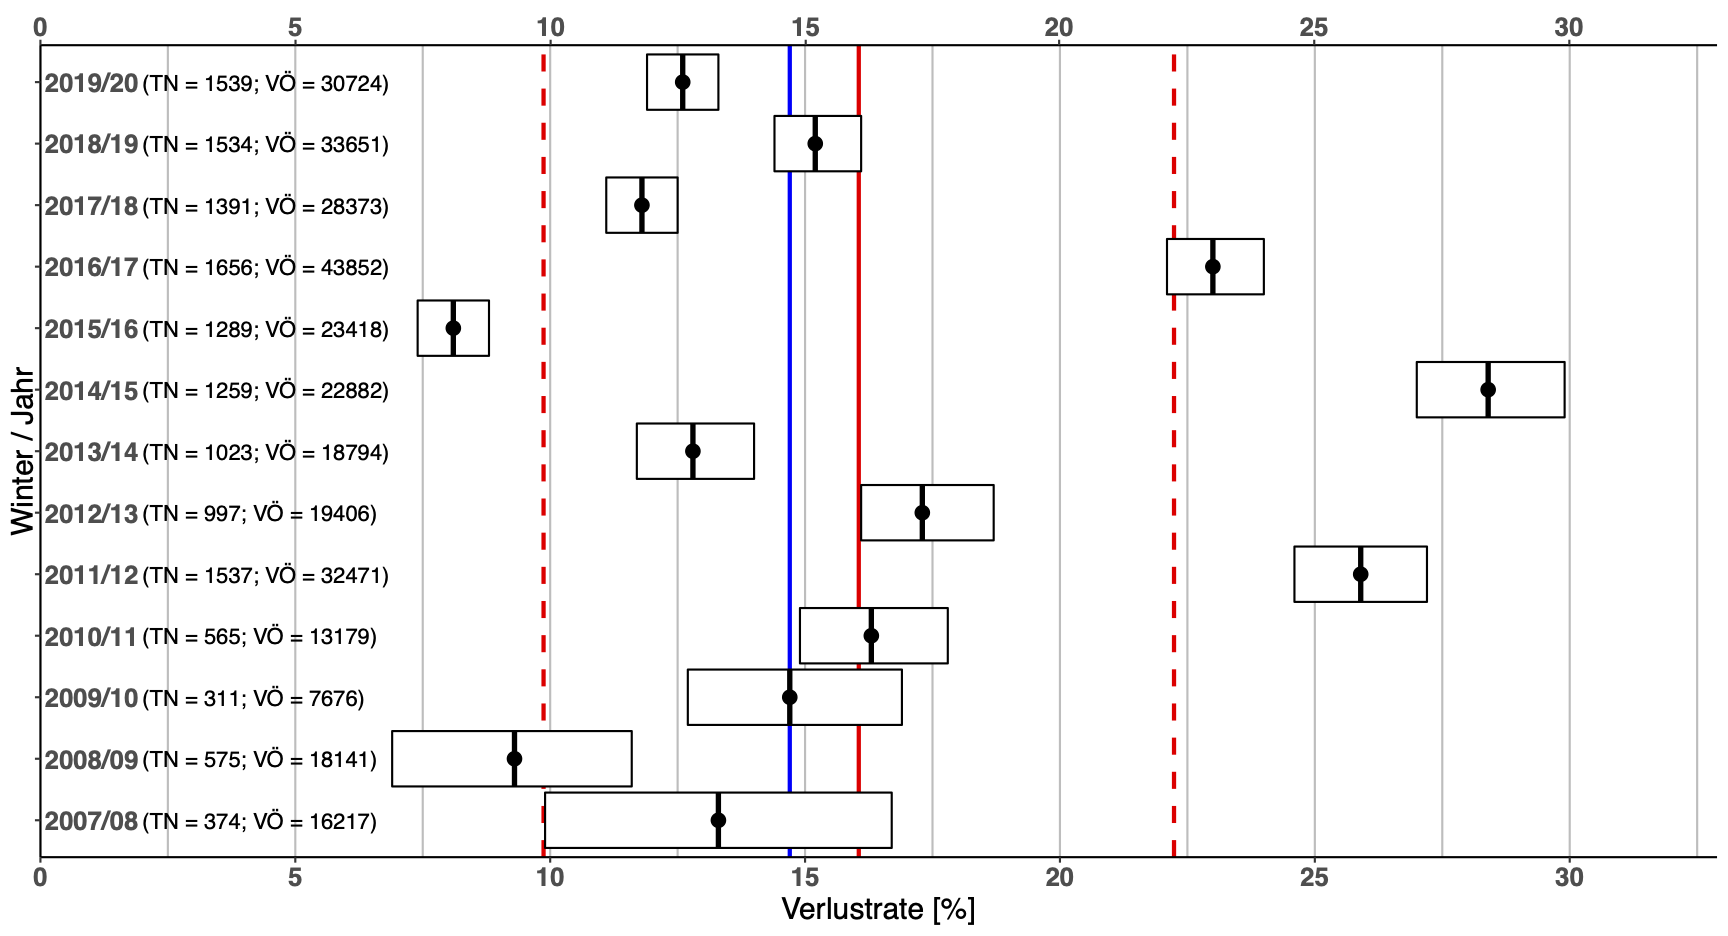 0 5 10 15 20 25 30
2019/20 (TN = 1539; VÖ = 30724)
2018/19 (TN = 1534; VÖ = 33651)
2017/18 (TN = 1391; VÖ = 28373)
2016/17 (TN = 1656; VÖ = 43852)
2015/16 (TN = 1289; VÖ = 23418)
2014/15 (TN = 1259; VÖ = 22882)
2013/14 (TN = 1023; VÖ = 18794)
2012/13 (TN = 997; VÖ = 19406)
2011/12 (TN = 1537; VÖ = 32471)
2010/11 (TN = 565; VÖ = 13179)
2009/10 (TN = 311; VÖ = 7676)
2008/09 (TN = 575; VÖ = 18141)
2007/08 (TN = 374; VÖ = 16217)
Winter / Jahr
0 5 10 15 20 25 30
Verlustrate [%]